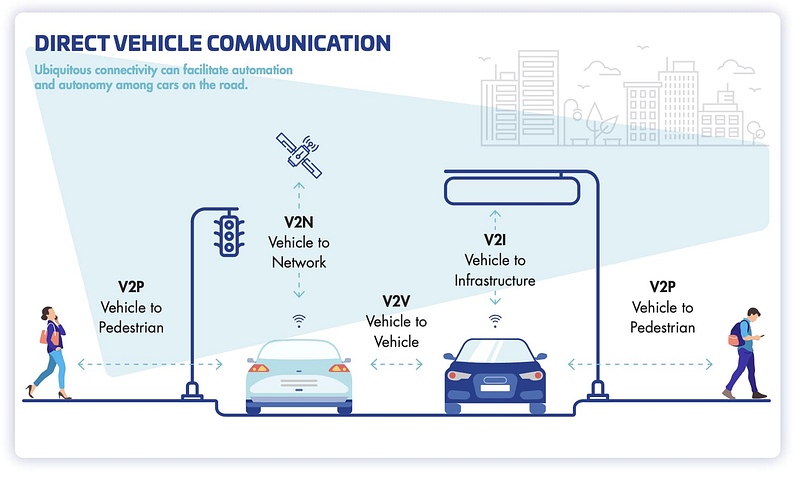 DIRECT VEHICLE COMMUNICATION
Ubiquitous connectivity can facilitate automation
and autonomy among cars on the road.
V2N
Vehicle to
Network
V2I
Vehicle to
Infrastructure
V2P
Vehicle to
Pedestrian
V2V
Vehicle to
Vehicle
V2P
Vehicle to
Pedestrian